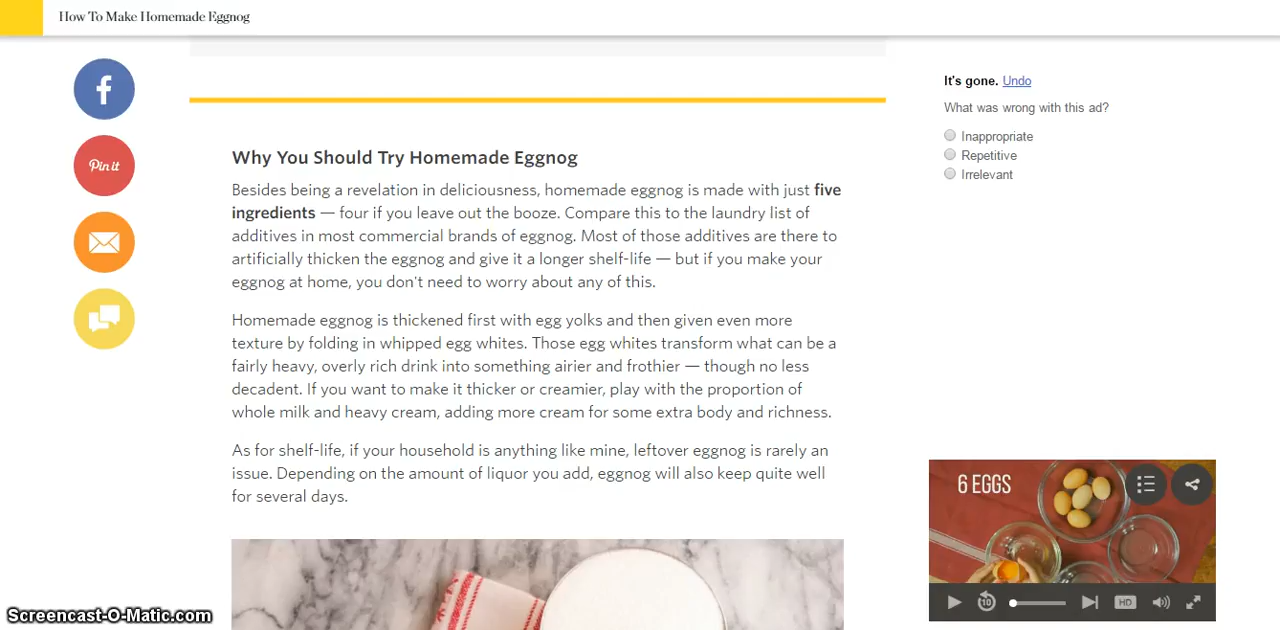 How To Make Homemade Eggnog
Pin it
Why You Should Try Homemade Eggnog
Besides being a revelation in deliciousness, homemade eggnog is made with just five
ingredients — four if you leave out the booze. Compare this to the laundry list of
additives in most commercial brands of eggnog. Most of those additives are there to
artificially thicken the eggnog and give it a longer shelf-life — but if you make your
eggnog at home, you don't need to worry about any of this.
Homemade eggnog is thickened first with egg yolks and then given even more
texture by folding in whipped egg whites. Those egg whites transform what can be a
fairly heavy, overly rich drink into something airier and frothier — though no less
decadent. If you want to make it thicker or creamier, play with the proportion of
whole milk and heavy cream, adding more cream for some extra body and richness.
As for shelf-life, if your household is anything like mine, leftover eggnog is rarely an
issue. Depending on the amount of liquor you add, eggnog will also keep quite well
for several days.
It's gone. Undo
What was wrong with this ad?
Inappropriate
Repetitive
Irrelevant
6 EGGS
10
HD
Screencast-O-Matic.com